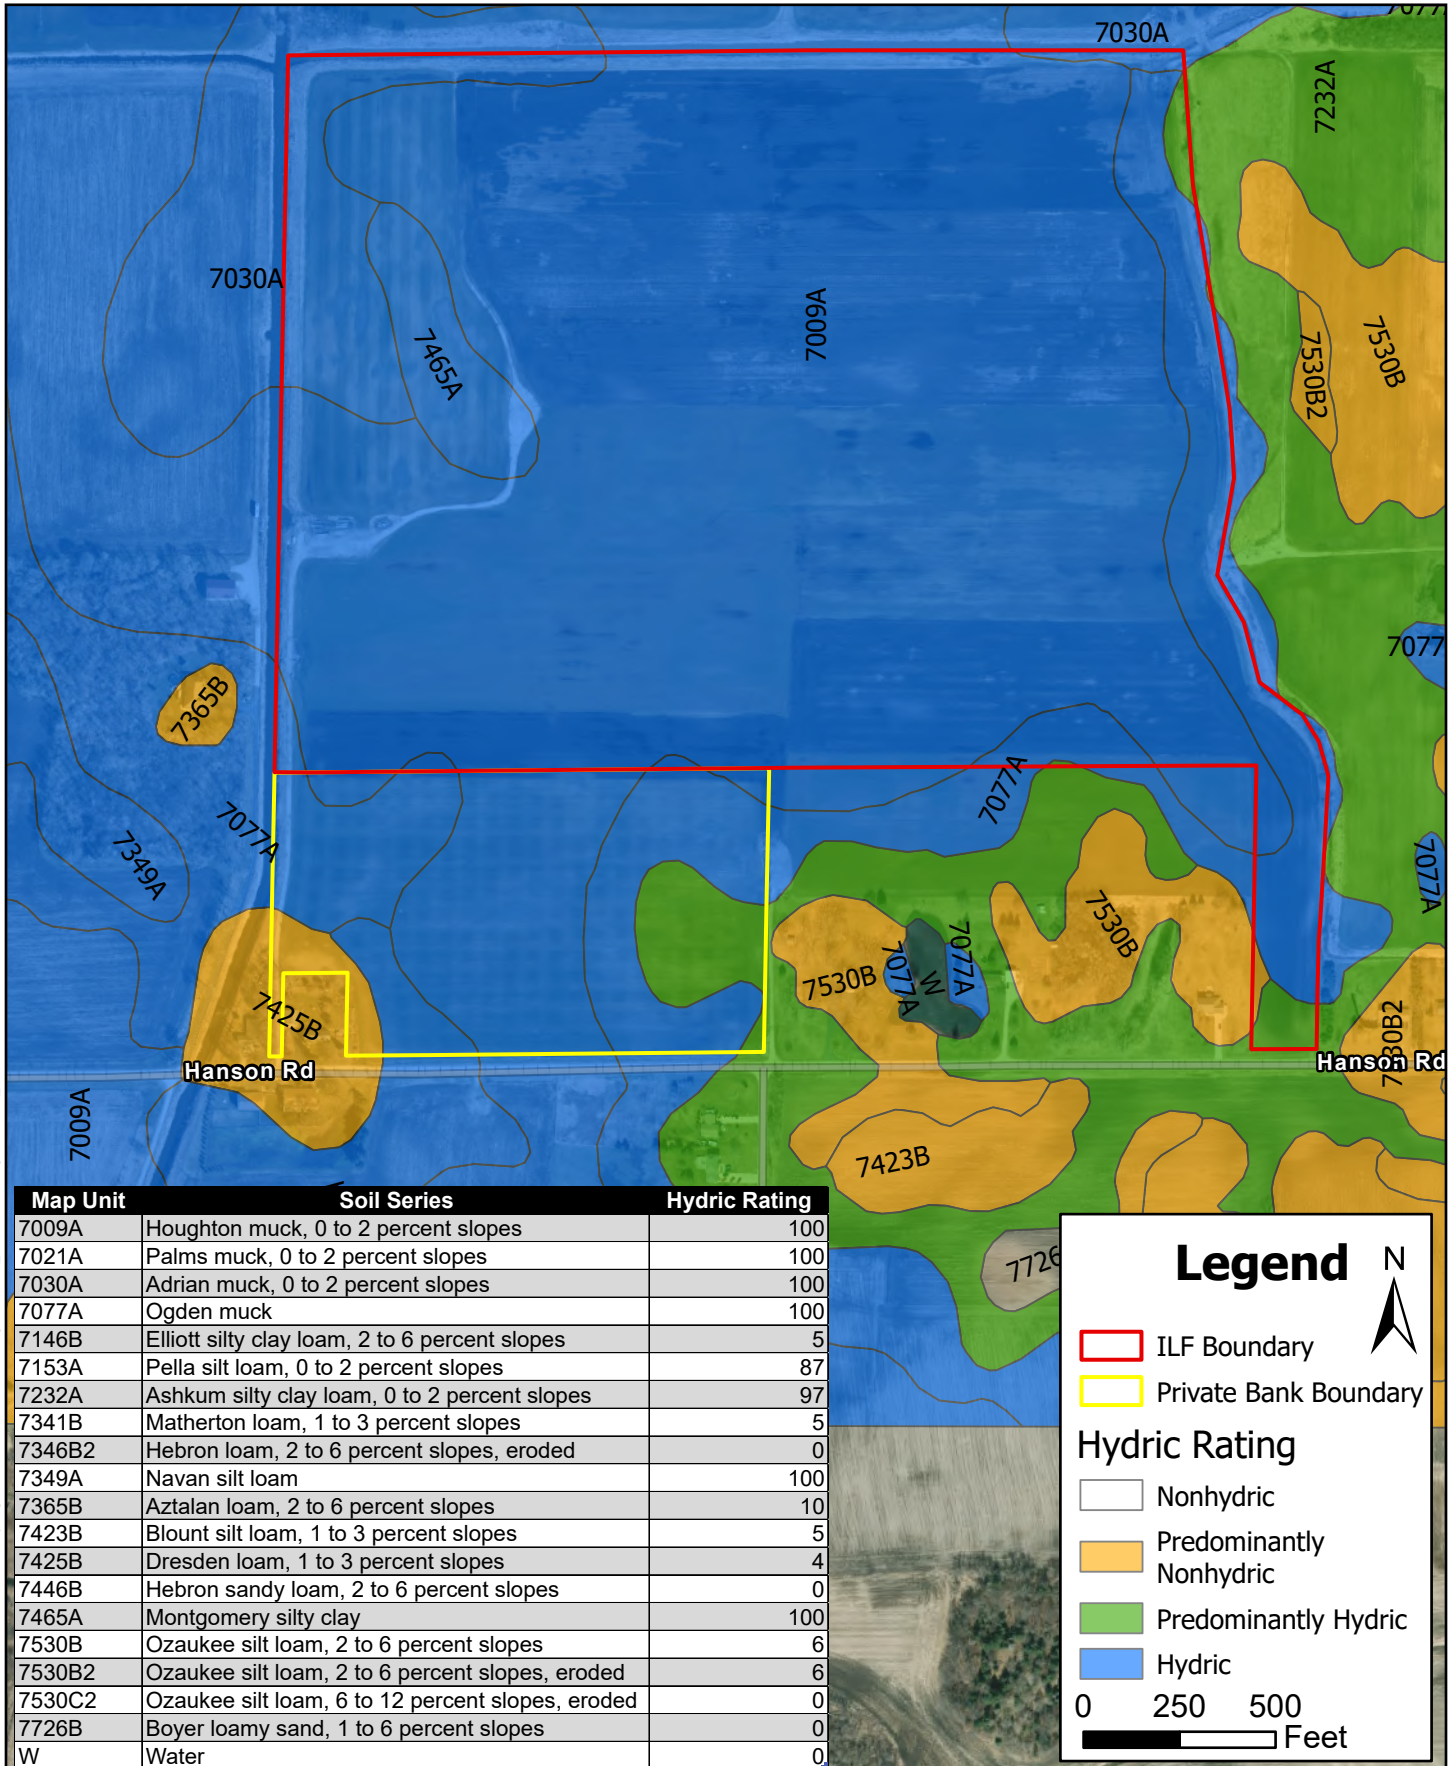 7077
7030A
7232A
7030A
7009A
7465A
7530B2
7530B
7077
7365B
7077A
7077A
7349A
7077A
7530B
7077A
7530B
7077A
W
7425B
7530B2
Hanson Rd
Hanson Rd
7009A
7423B
7726
Map Unit Soil Series Hydric Rating
7009A Houghton muck, 0 to 2 percent slopes 100
7021A Palms muck, 0 to 2 percent slopes 100
7030A Adrian muck, 0 to 2 percent slopes 100
7077A Ogden muck 100
7146B Elliott silty clay loam, 2 to 6 percent slopes 5
7153A Pella silt loam, 0 to 2 percent slopes 87
7232A Ashkum silty clay loam, 0 to 2 percent slopes 97
7341B Matherton loam, 1 to 3 percent slopes 5
7346B2 Hebron loam, 2 to 6 percent slopes, eroded 0
7349A Navan silt loam 100
7365B Aztalan loam, 2 to 6 percent slopes 10
7423B Blount silt loam, 1 to 3 percent slopes 5
7425B Dresden loam, 1 to 3 percent slopes 4
7446B Hebron sandy loam, 2 to 6 percent slopes 0
7465A Montgomery silty clay 100
7530B Ozaukee silt loam, 2 to 6 percent slopes 6
7530B2 Ozaukee silt loam, 2 to 6 percent slopes, eroded 6
7530C2 Ozaukee silt loam, 6 to 12 percent slopes, eroded 0
7726B Boyer loamy sand, 1 to 6 percent slopes 0
W Water 0
Legend
N
ILF Boundary
Private Bank Boundary
Hydric Rating
Nonhydric
Predominantly
Nonhydric
Predominantly Hydric
Hydric
0 250 500
Feet